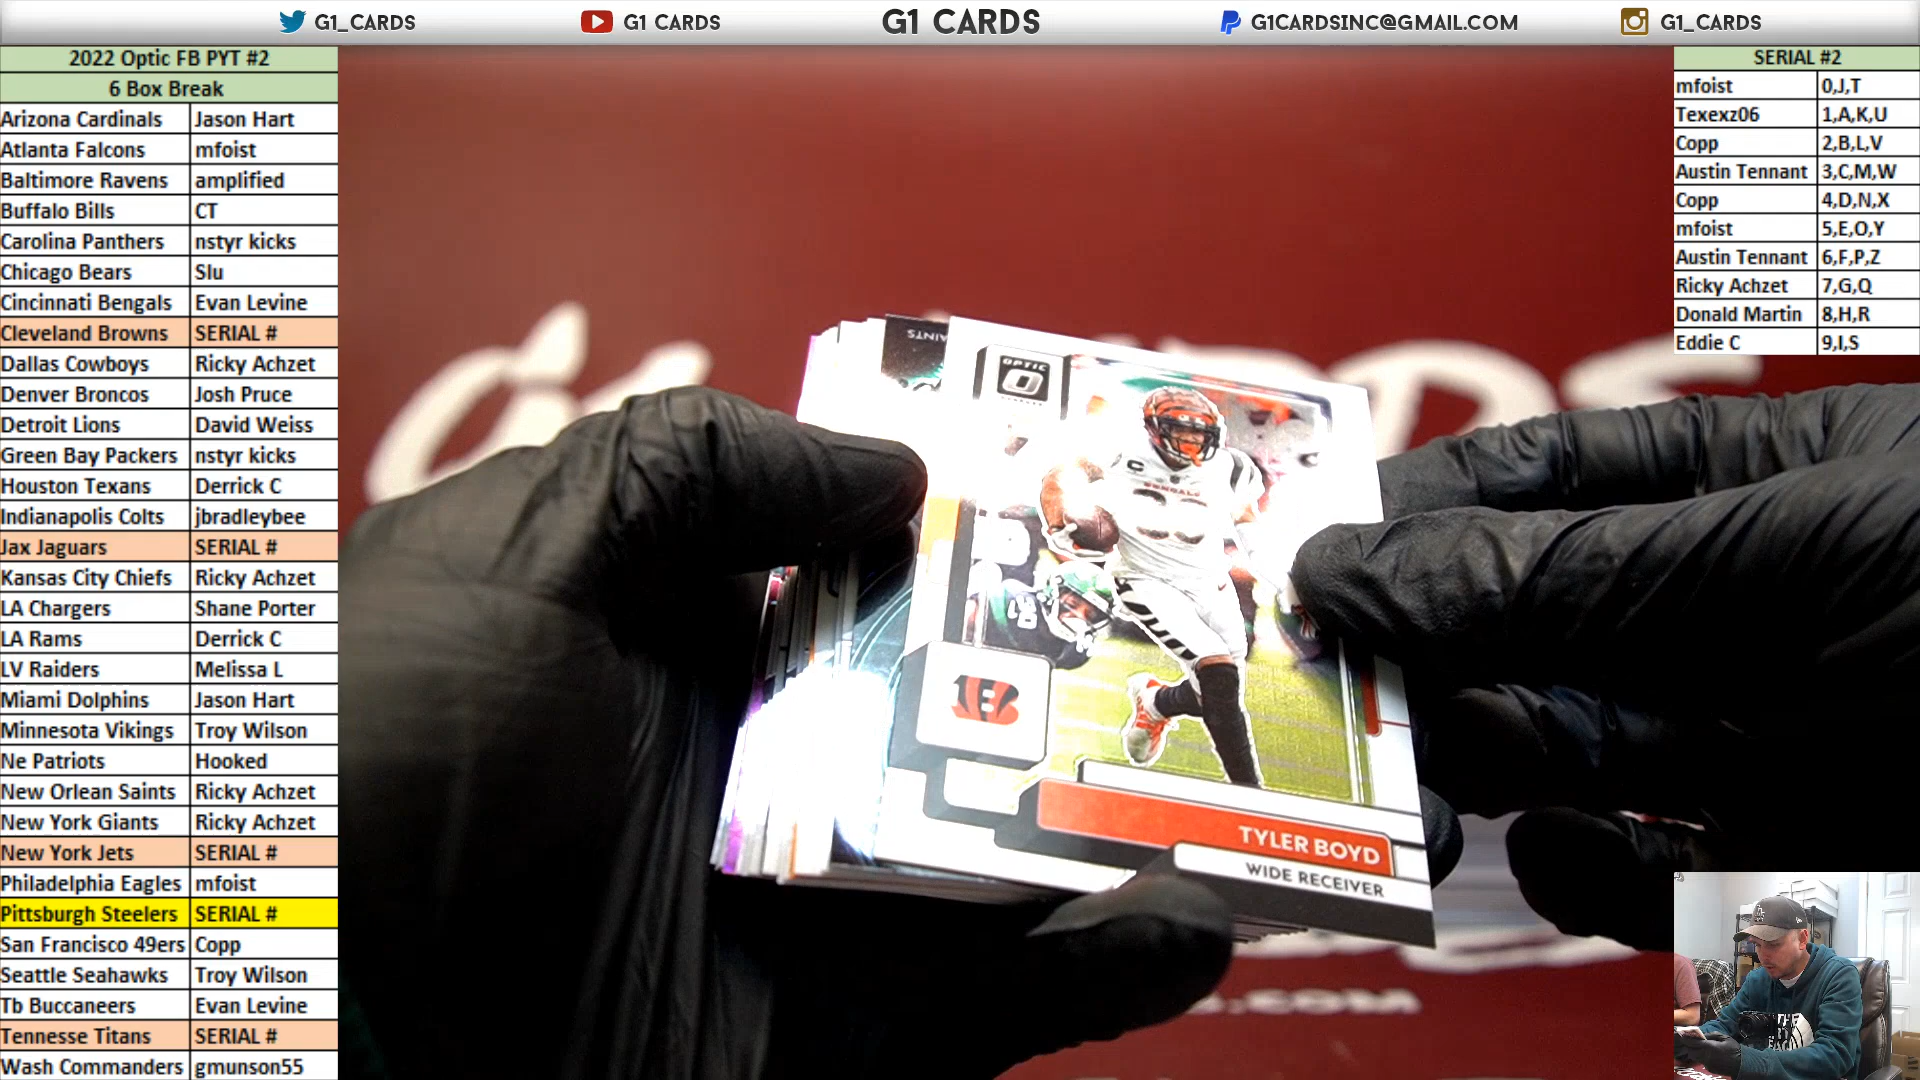 G1_CARDS
G1 CARDS
G1 CARDS
G1CARDSINC@GMAIL.COM
G1_CARDS
2022 Optic FB PYT #2
6 Box Break
Arizona Cardinals Jason Hart
Atlanta Falcons mfoist
Baltimore Ravens amplified
Buffalo Bills CT
Carolina Panthers nstyr kicks
Chicago Bears Slu
Cincinnati Bengals Evan Levine
Cleveland Browns SERIAL #
Dallas Cowboys Ricky Achzet
Denver Broncos Josh Pruce
Detroit Lions David Weiss
Green Bay Packers nstyr kicks
Houston Texans Derrick C
Indianapolis Colts jbradleybee
Jax Jaguars SERIAL #
Kansas City Chiefs Ricky Achzet
LA Chargers Shane Porter
LA Rams Derrick C
LV Raiders Melissa L
Miami Dolphins Jason Hart
Minnesota Vikings Troy Wilson
Ne Patriots Hooked
New Orlean Saints Ricky Achzet
New York Giants Ricky Achzet
New York Jets SERIAL #
Philadelphia Eagles mfoist
Pittsburgh Steelers SERIAL #
San Francisco 49ers Copp
Seattle Seahawks Troy Wilson
Tb Buccaneers Evan Levine
Tennesse Titans SERIAL #
Wash Commanders gmunson55
SERIAL #2
mfoist 0,J,T
Texexz06 1,A,K,U
Copp 2,B,L,V
Austin Tennant 3,C,M,W
Copp 4,D,N,X
mfoist 5,E,O,Y
Austin Tennant 6,F,P,Z
Ricky Achzet 7,G,Q
Donald Martin 8,H,R
Eddie C 9,I,S
OPTIC
BENGALS
TYLER BOYD
WIDE RECEIVER
.COM